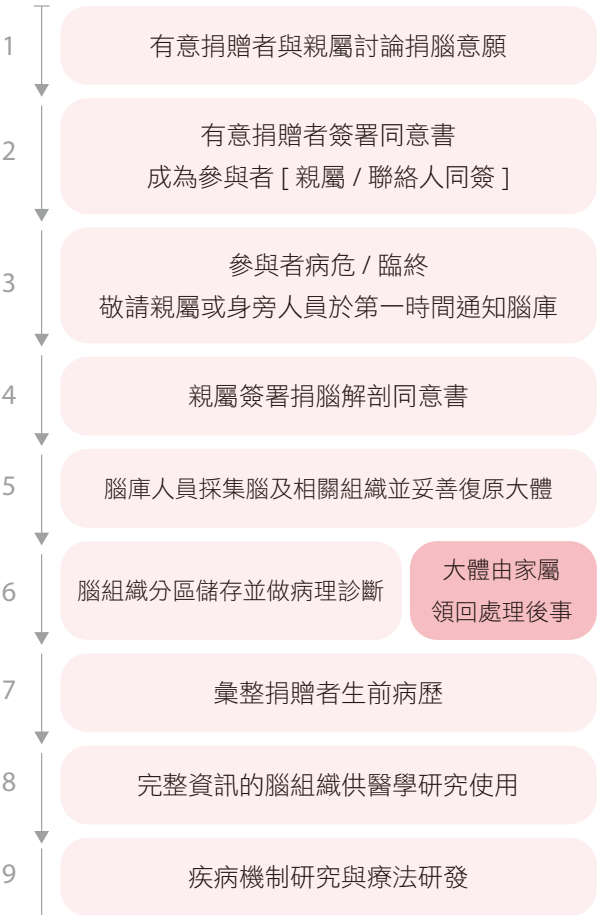 1
有意捐贈者與親屬討論捐腦意願
2
有意捐贈者簽署同意書
成為參與者 [ 親屬 / 聯絡人同簽 ]
3
參與者病危 / 臨終
敬請親屬或身旁人員於第一時間通知腦庫
4
親屬簽署捐腦解剖同意書
5
腦庫人員採集腦及相關組織並妥善復原大體
6
腦組織分區儲存並做病理診斷
大體由家屬
領回處理後事
7
彙整捐贈者生前病歷
8
完整資訊的腦組織供醫學研究使用
9
疾病機制研究與療法研發